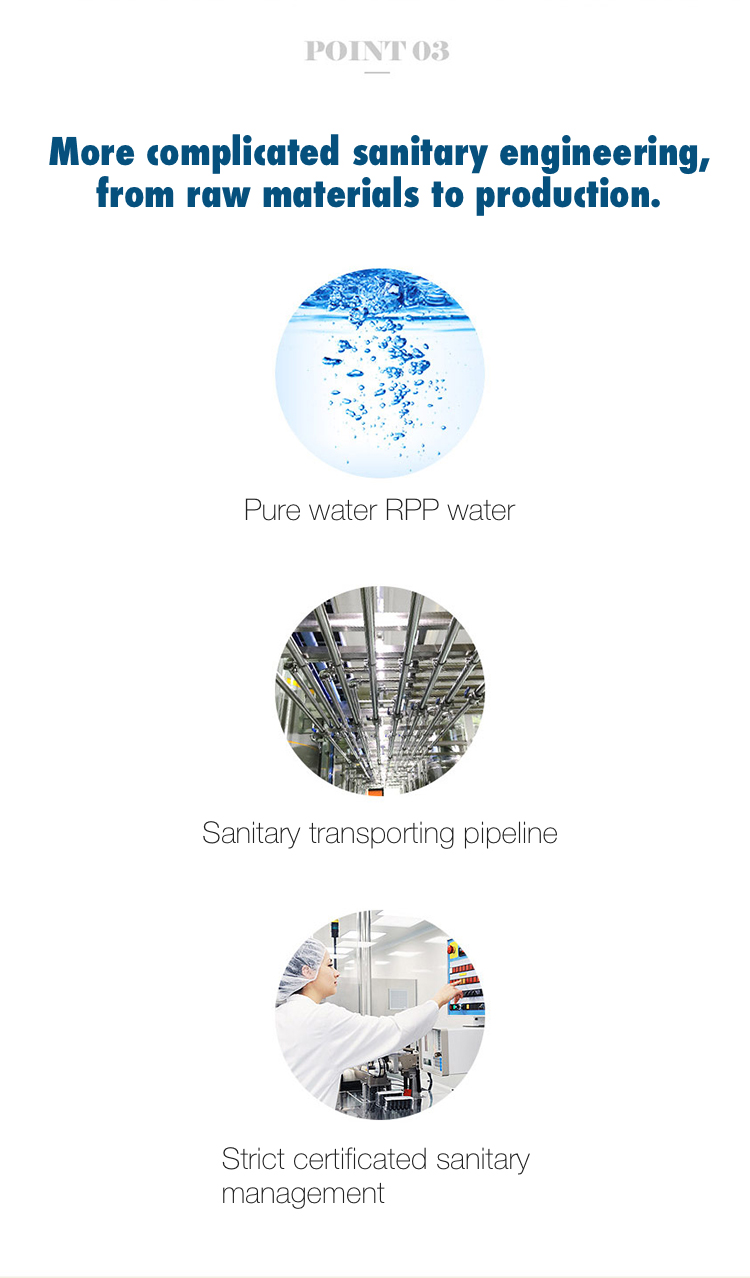 POINT 03
More complicated sanitary engineering,
from raw materials to production.
Pure water RPP water
Sanitary transporting pipeline
Strict certificated sanitary
management